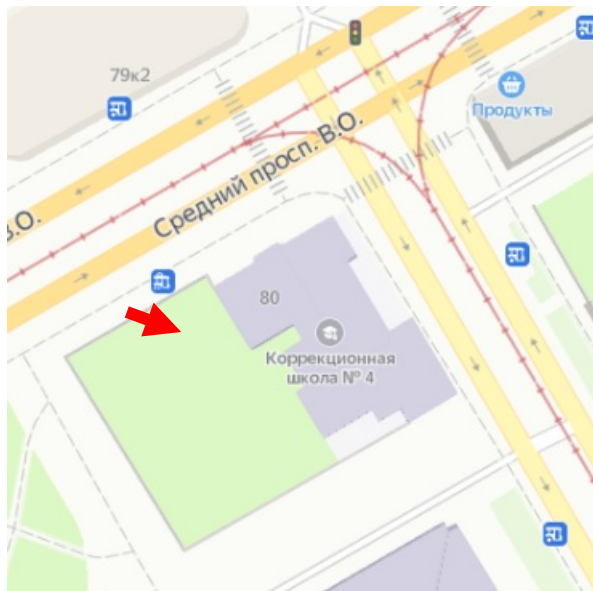 79к2
Продукты
Средний просп. В.О.
В.О.
80
Коррекционная
школа № 4